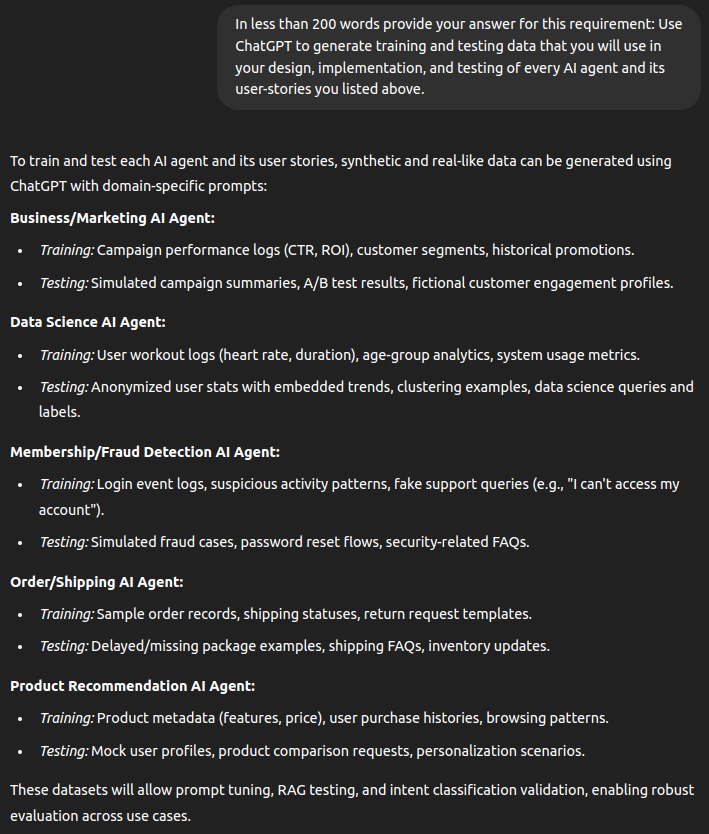 In less than 200 words provide your answer for this requirement: Use
ChatGPT to generate training and testing data that you will use in
your design, implementation, and testing of every AI agent and its
user-stories you listed above.
To train and test each AI agent and its user stories, synthetic and real-like data can be generated using
ChatGPT with domain-specific prompts:
Business/Marketing AI Agent:
• Training: Campaign performance logs (CTR, ROI), customer segments, historical promotions.
• Testing: Simulated campaign summaries, A/B test results, fictional customer engagement profiles.
Data Science AI Agent:
• Training: User workout logs (heart rate, duration), age-group analytics, system usage metrics.
• Testing: Anonymized user stats with embedded trends, clustering examples, data science queries and
labels.
Membership/Fraud Detection AI Agent:
• Training: Login event logs, suspicious activity patterns, fake support queries (e.g., "I can't access my
account").
• Testing: Simulated fraud cases, password reset flows, security-related FAQs.
Order/Shipping AI Agent:
• Training: Sample order records, shipping statuses, return request templates.
• Testing: Delayed/missing package examples, shipping FAQs, inventory updates.
Product Recommendation AI Agent:
• Training: Product metadata (features, price), user purchase histories, browsing patterns.
• Testing: Mock user profiles, product comparison requests, personalization scenarios.
These datasets will allow prompt tuning, RAG testing, and intent classification validation, enabling robust
evaluation across use cases.